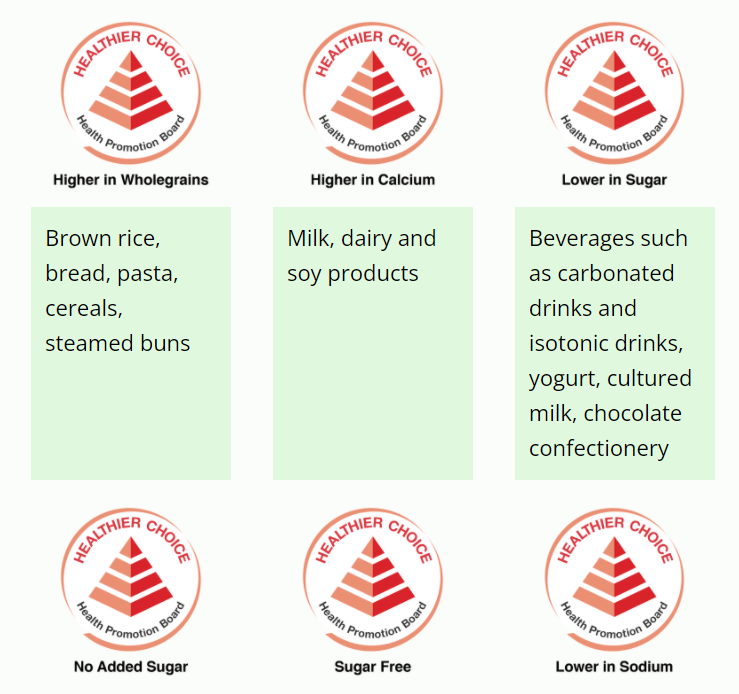 HEALTHIER CHOICE
Health Promotion Board
Higher in Wholegrains
HEALTHIER CHOICE
Health Promotion Board
Higher in Calcium
HEALTHIER CHOICE
Health Promotion Board
Lower in Sugar
Brown rice,
bread, pasta,
cereals,
steamed buns
Milk, dairy and
soy products
Beverages such
as carbonated
drinks and
isotonic drinks,
yogurt, cultured
milk, chocolate
confectionery
HEALTHIER CHOICE
Health Promotion Board
No Added Sugar
HEALTHIER CHOICE
Health Promotion Board
Sugar Free
HEALTHIER CHOICE
Health Promotion Board
Lower in Sodium